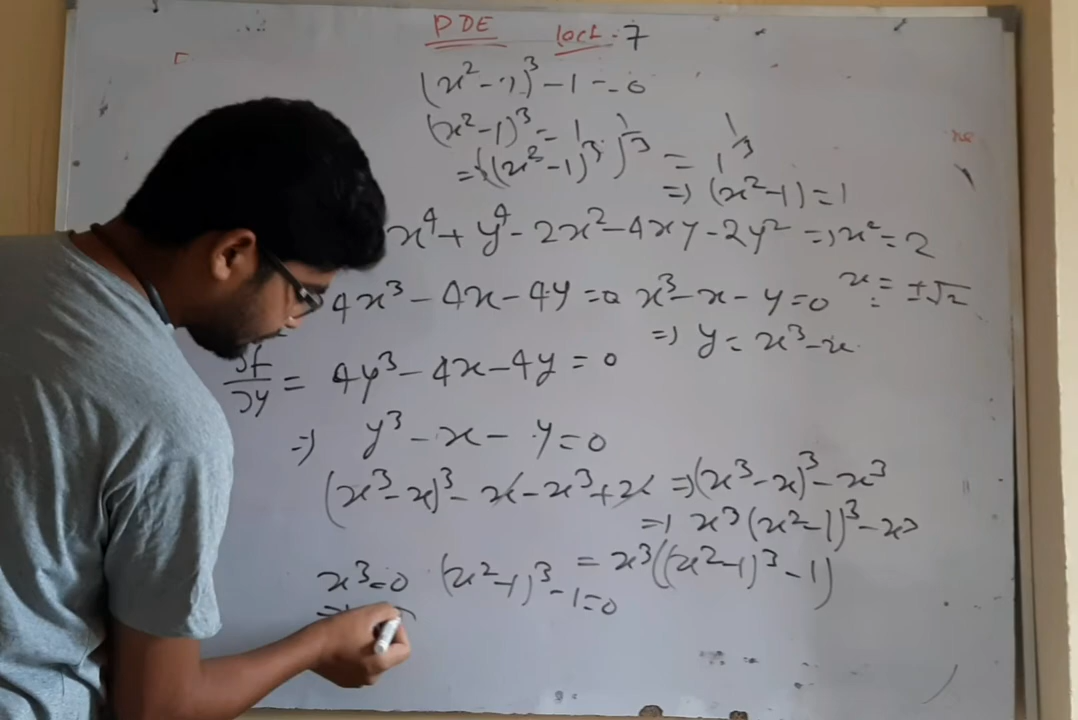 PDE lect. 7
(x² - 1)³ - 1 = 0
(x² - 1)³ = 1
= ((x² - 1)³)^1/3 = 1^1/3
⇒ (x² - 1) = 1
x⁴ + y⁴ - 2x² - 4xy - 2y² ⇒ x² = 2
4x³ - 4x - 4y = 0 x³ - x - y = 0 x = ±√2
⇒ y = x³ - x
∂f/∂y = 4y³ - 4x - 4y = 0
⇒ y³ - x - y = 0
(x³ - x)³ - x - x³ + x ⇒ (x³ - x)³ - x³
⇒ x³(x² - 1)³ - x³
= x³((x² - 1)³ - 1)
x³ = 0 (x² - 1)³ - 1 = 0